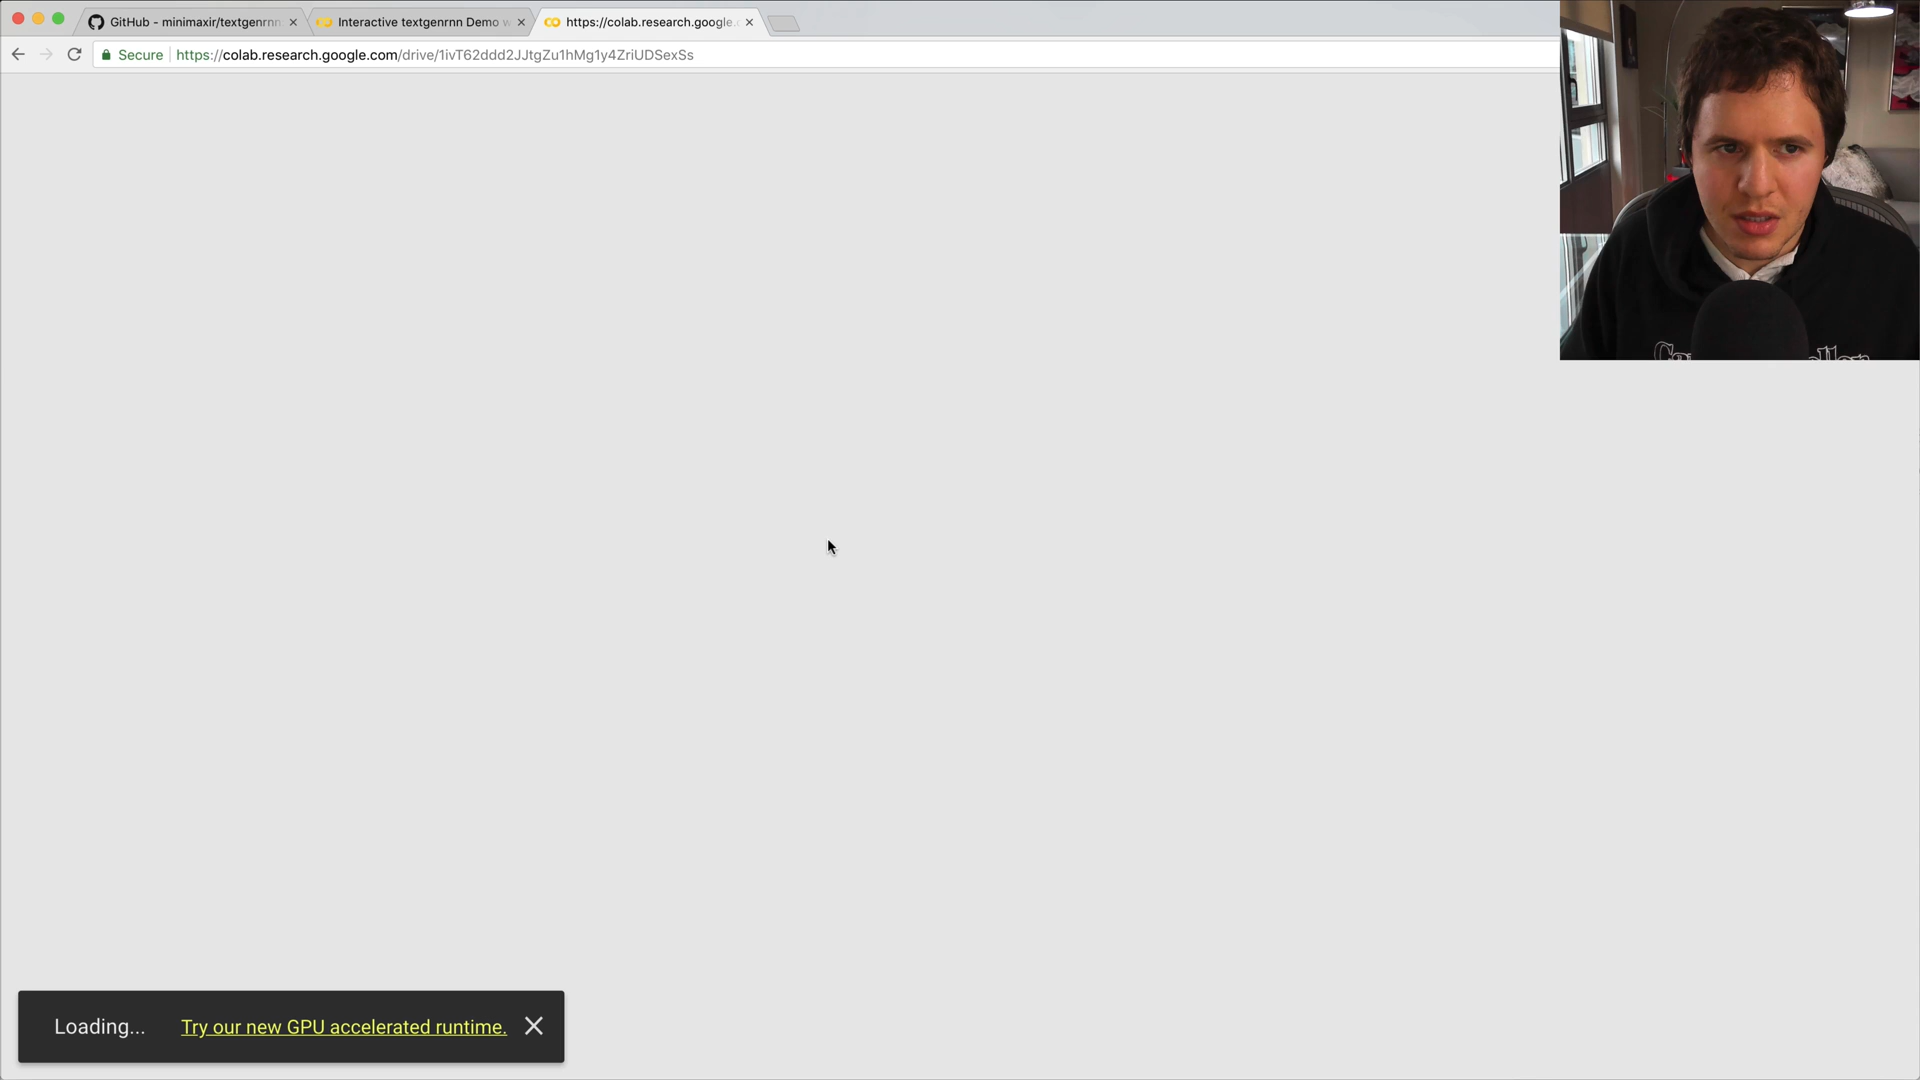 GitHub - minimaxir/textgenrnn
Interactive textgenrnn Demo w
https://colab.research.google.
Secure
https://colab.research.google.com/drive/1ivT62ddd2JJtgZu1hMg1y4ZriUDSexSs
Loading... Try our new GPU accelerated runtime.